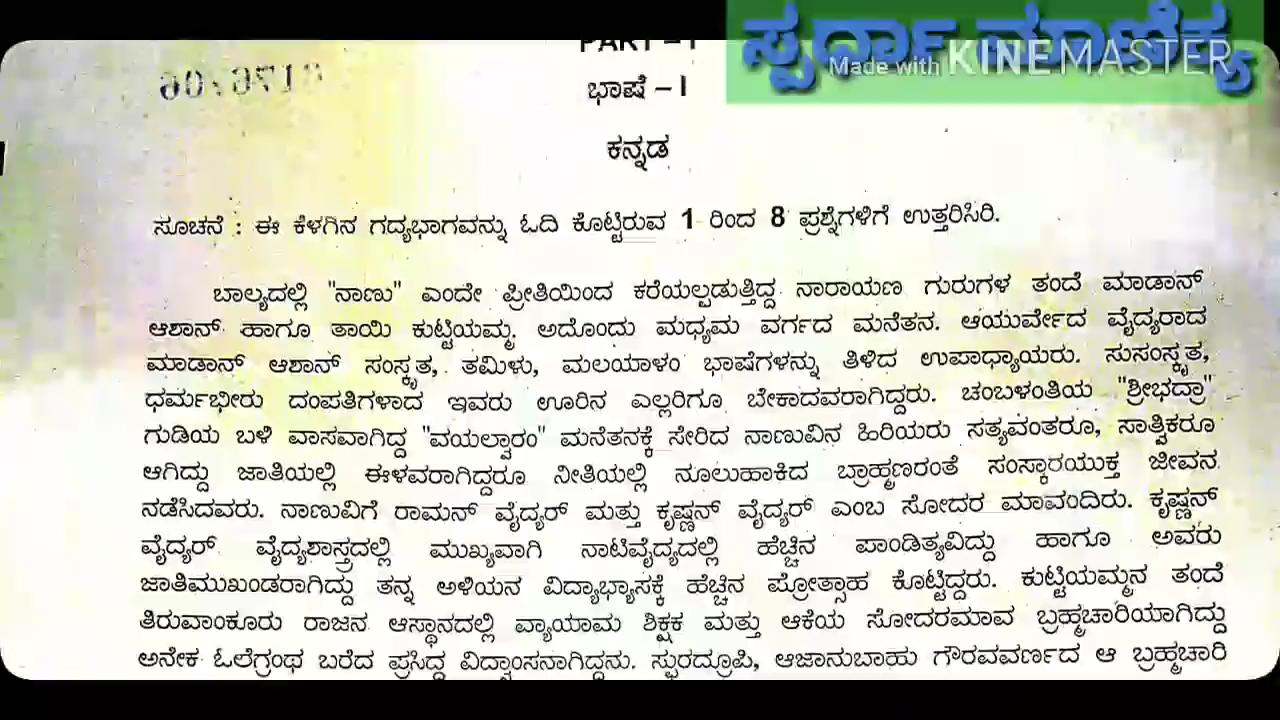 ಸ್ಪರ್ಧಾ ಮಾಣಿಕ್ಯ
Made with KINEMASTER
PART – I
ಭಾಷೆ – I
ಕನ್ನಡ
ಸೂಚನೆ : ಈ ಕೆಳಗಿನ ಗದ್ಯಭಾಗವನ್ನು ಓದಿ ಕೊಟ್ಟಿರುವ 1 ರಿಂದ 8 ಪ್ರಶ್ನೆಗಳಿಗೆ ಉತ್ತರಿಸಿರಿ.
ಬಾಲ್ಯದಲ್ಲಿ "ನಾಣು" ಎಂದೇ ಪ್ರೀತಿಯಿಂದ ಕರೆಯಲ್ಪಡುತ್ತಿದ್ದ ನಾರಾಯಣ ಗುರುಗಳ ತಂದೆ ಮಾಡಾನ್
ಆಶಾನ್ ಹಾಗೂ ತಾಯಿ ಕುಟ್ಟಿಯಮ್ಮ. ಅದೊಂದು ಮಧ್ಯಮ ವರ್ಗದ ಮನೆತನ. ಆಯುರ್ವೇದ ವೈದ್ಯರಾದ
ಮಾಡಾನ್ ಆಶಾನ್ ಸಂಸ್ಕೃತ, ತಮಿಳು, ಮಲಯಾಳಂ ಭಾಷೆಗಳನ್ನು ತಿಳಿದ ಉಪಾಧ್ಯಾಯರು. ಸುಸಂಸ್ಕೃತ,
ಧರ್ಮಭೀರು ದಂಪತಿಗಳಾದ ಇವರು ಊರಿನ ಎಲ್ಲರಿಗೂ ಬೇಕಾದವರಾಗಿದ್ದರು. ಚಂಬಳಂತಿಯ "ಶ್ರೀಭದ್ರಾ"
ಗುಡಿಯ ಬಳಿ ವಾಸವಾಗಿದ್ದ "ವಯಲ್ವಾರಂ" ಮನೆತನಕ್ಕೆ ಸೇರಿದ ನಾಣುವಿನ ಹಿರಿಯರು ಸತ್ಯವಂತರೂ, ಸಾತ್ವಿಕರೂ
ಆಗಿದ್ದು ಜಾತಿಯಲ್ಲಿ ಈಳವರಾಗಿದ್ದರೂ ನೀತಿಯಲ್ಲಿ ನೂಲುಹಾಕಿದ ಬ್ರಾಹ್ಮಣರಂತೆ ಸಂಸ್ಕಾರಯುಕ್ತ ಜೀವನ
ನಡೆಸಿದವರು. ನಾಣುವಿಗೆ ರಾಮನ್ ವೈದ್ಯರ್ ಮತ್ತು ಕೃಷ್ಣನ್ ವೈದ್ಯರ್ ಎಂಬ ಸೋದರ ಮಾವಂದಿರು. ಕೃಷ್ಣನ್
ವೈದ್ಯರ್ ವೈದ್ಯಶಾಸ್ತ್ರದಲ್ಲಿ ಮುಖ್ಯವಾಗಿ ನಾಟಿವೈದ್ಯದಲ್ಲಿ ಹೆಚ್ಚಿನ ಪಾಂಡಿತ್ಯವಿದ್ದು ಹಾಗೂ ಅವರು
ಜಾತಿಮುಖಂಡರಾಗಿದ್ದು ತನ್ನ ಅಳಿಯನ ವಿದ್ಯಾಭ್ಯಾಸಕ್ಕೆ ಹೆಚ್ಚಿನ ಪ್ರೋತ್ಸಾಹ ಕೊಟ್ಟಿದ್ದರು. ಕುಟ್ಟಿಯಮ್ಮನ ತಂದೆ
ತಿರುವಾಂಕೂರು ರಾಜನ ಆಸ್ಥಾನದಲ್ಲಿ ವ್ಯಾಯಾಮ ಶಿಕ್ಷಕ ಮತ್ತು ಆಕೆಯ ಸೋದರಮಾವ ಬ್ರಹ್ಮಚಾರಿಯಾಗಿದ್ದು
ಅನೇಕ ಓಲೆಗ್ರಂಥ ಬರೆದ ಪ್ರಸಿದ್ದ ವಿದ್ವಾಂಸನಾಗಿದ್ದನು. ಸ್ಫುರದ್ರೂಪಿ, ಆಜಾನುಬಾಹು ಗೌರವವರ್ಣದ ಆ ಬ್ರಹ್ಮಚಾರಿ